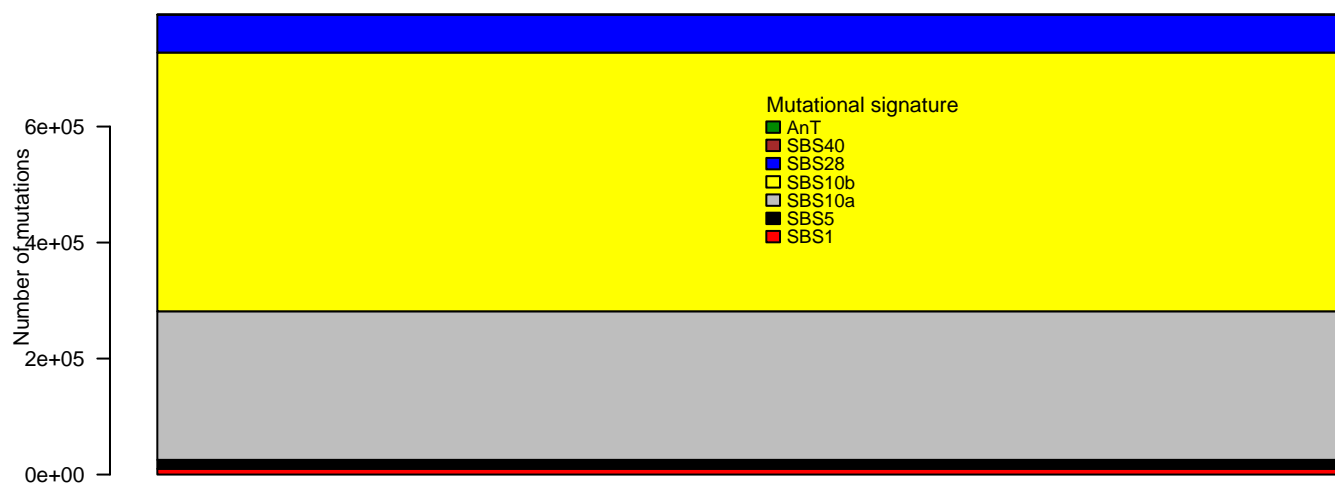 Number of mutations
6e+05
4e+05
2e+05
0e+00
Mutational signature
AnT
SBS40
SBS28
SBS10b
SBS10a
SBS5
SBS1